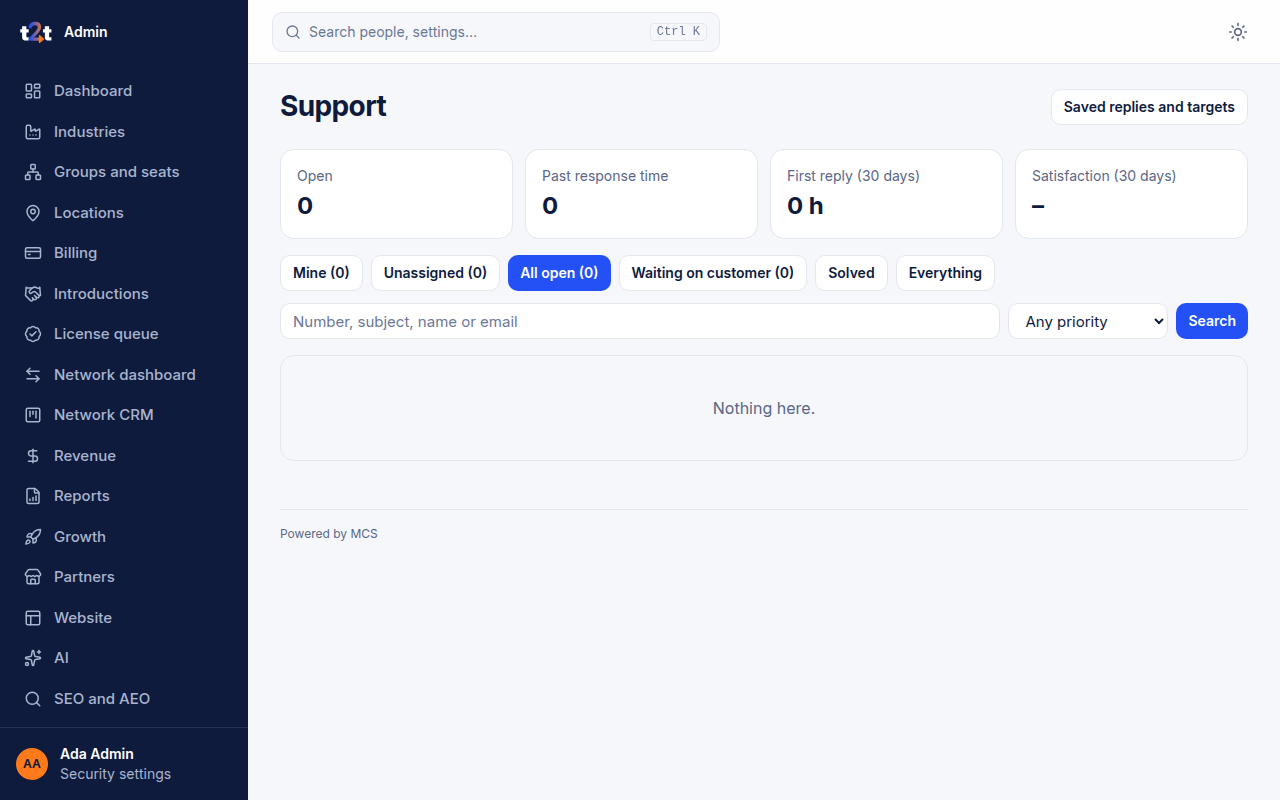 t2t Admin
Search people, settings...
Ctrl K
Dashboard
Industries
Groups and seats
Locations
Billing
Introductions
License queue
Network dashboard
Network CRM
Revenue
Reports
Growth
Partners
Website
AI
SEO and AEO
AA
Ada Admin
Security settings
Support
Saved replies and targets
Open
0
Past response time
0
First reply (30 days)
0 h
Satisfaction (30 days)
–
Mine (0)
Unassigned (0)
All open (0)
Waiting on customer (0)
Solved
Everything
Number, subject, name or email
Any priority
Search
Nothing here.
Powered by MCS